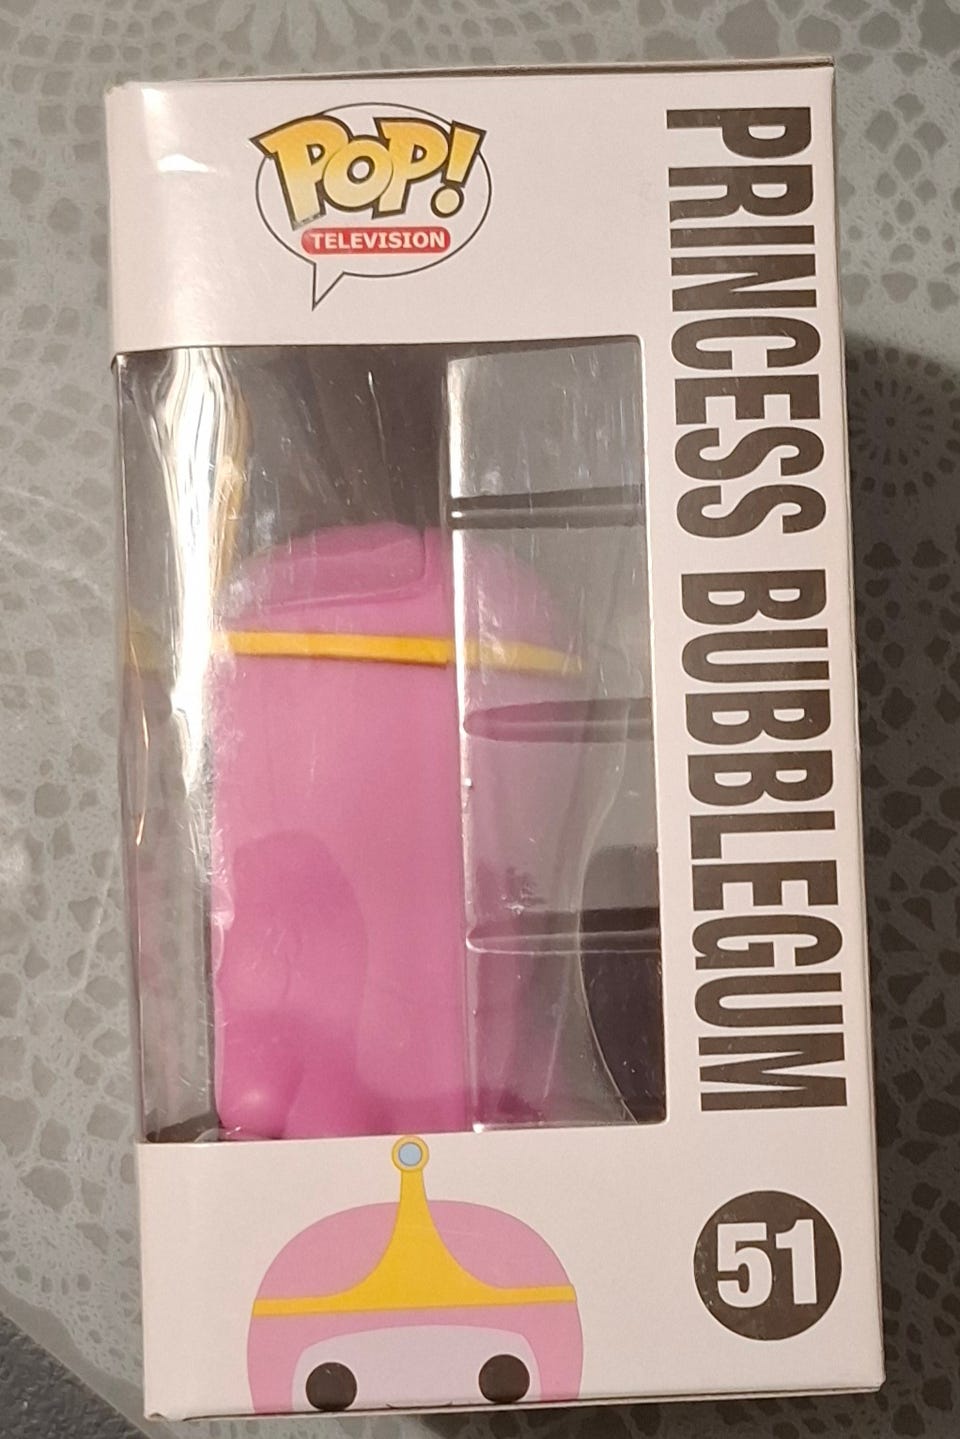 POP!
TELEVISION
PRINCESS BUBBLEGUM
51